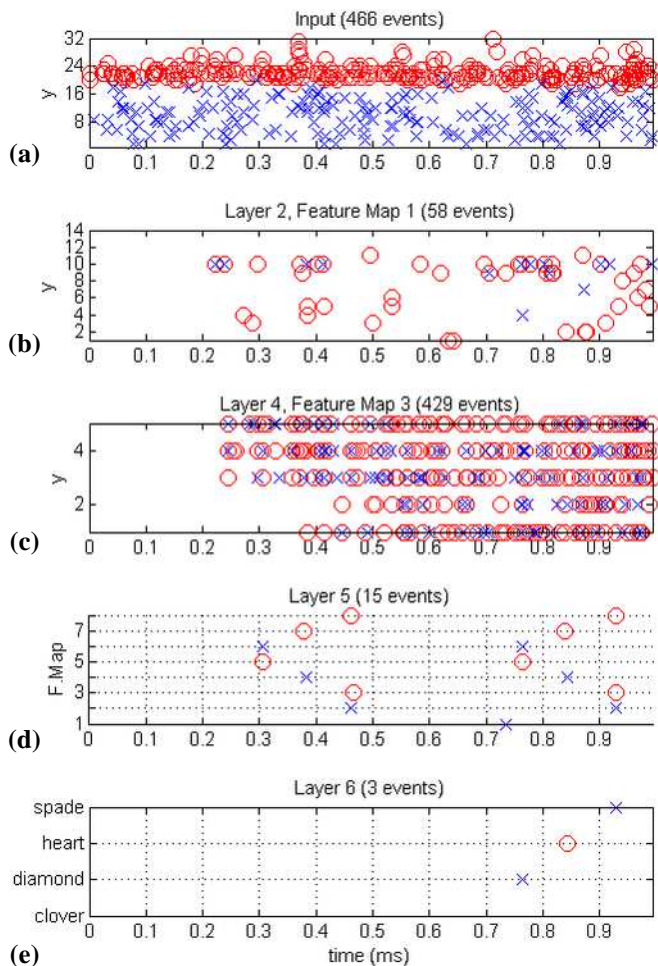 Input (466 events)
32
24
16
8
y
(a)
0 0.1 0.2 0.3 0.4 0.5 0.6 0.7 0.8 0.9
Layer 2, Feature Map 1 (58 events)
14
12
10
8
6
4
2
y
(b)
0 0.1 0.2 0.3 0.4 0.5 0.6 0.7 0.8 0.9
Layer 4, Feature Map 3 (429 events)
4
2
y
(c)
0 0.1 0.2 0.3 0.4 0.5 0.6 0.7 0.8 0.9
Layer 5 (15 events)
7
5
3
1
F.Map
(d)
0 0.1 0.2 0.3 0.4 0.5 0.6 0.7 0.8 0.9
Layer 6 (3 events)
spade
heart
diamond
clover
(e)
0 0.1 0.2 0.3 0.4 0.5 0.6 0.7 0.8 0.9
time (ms)